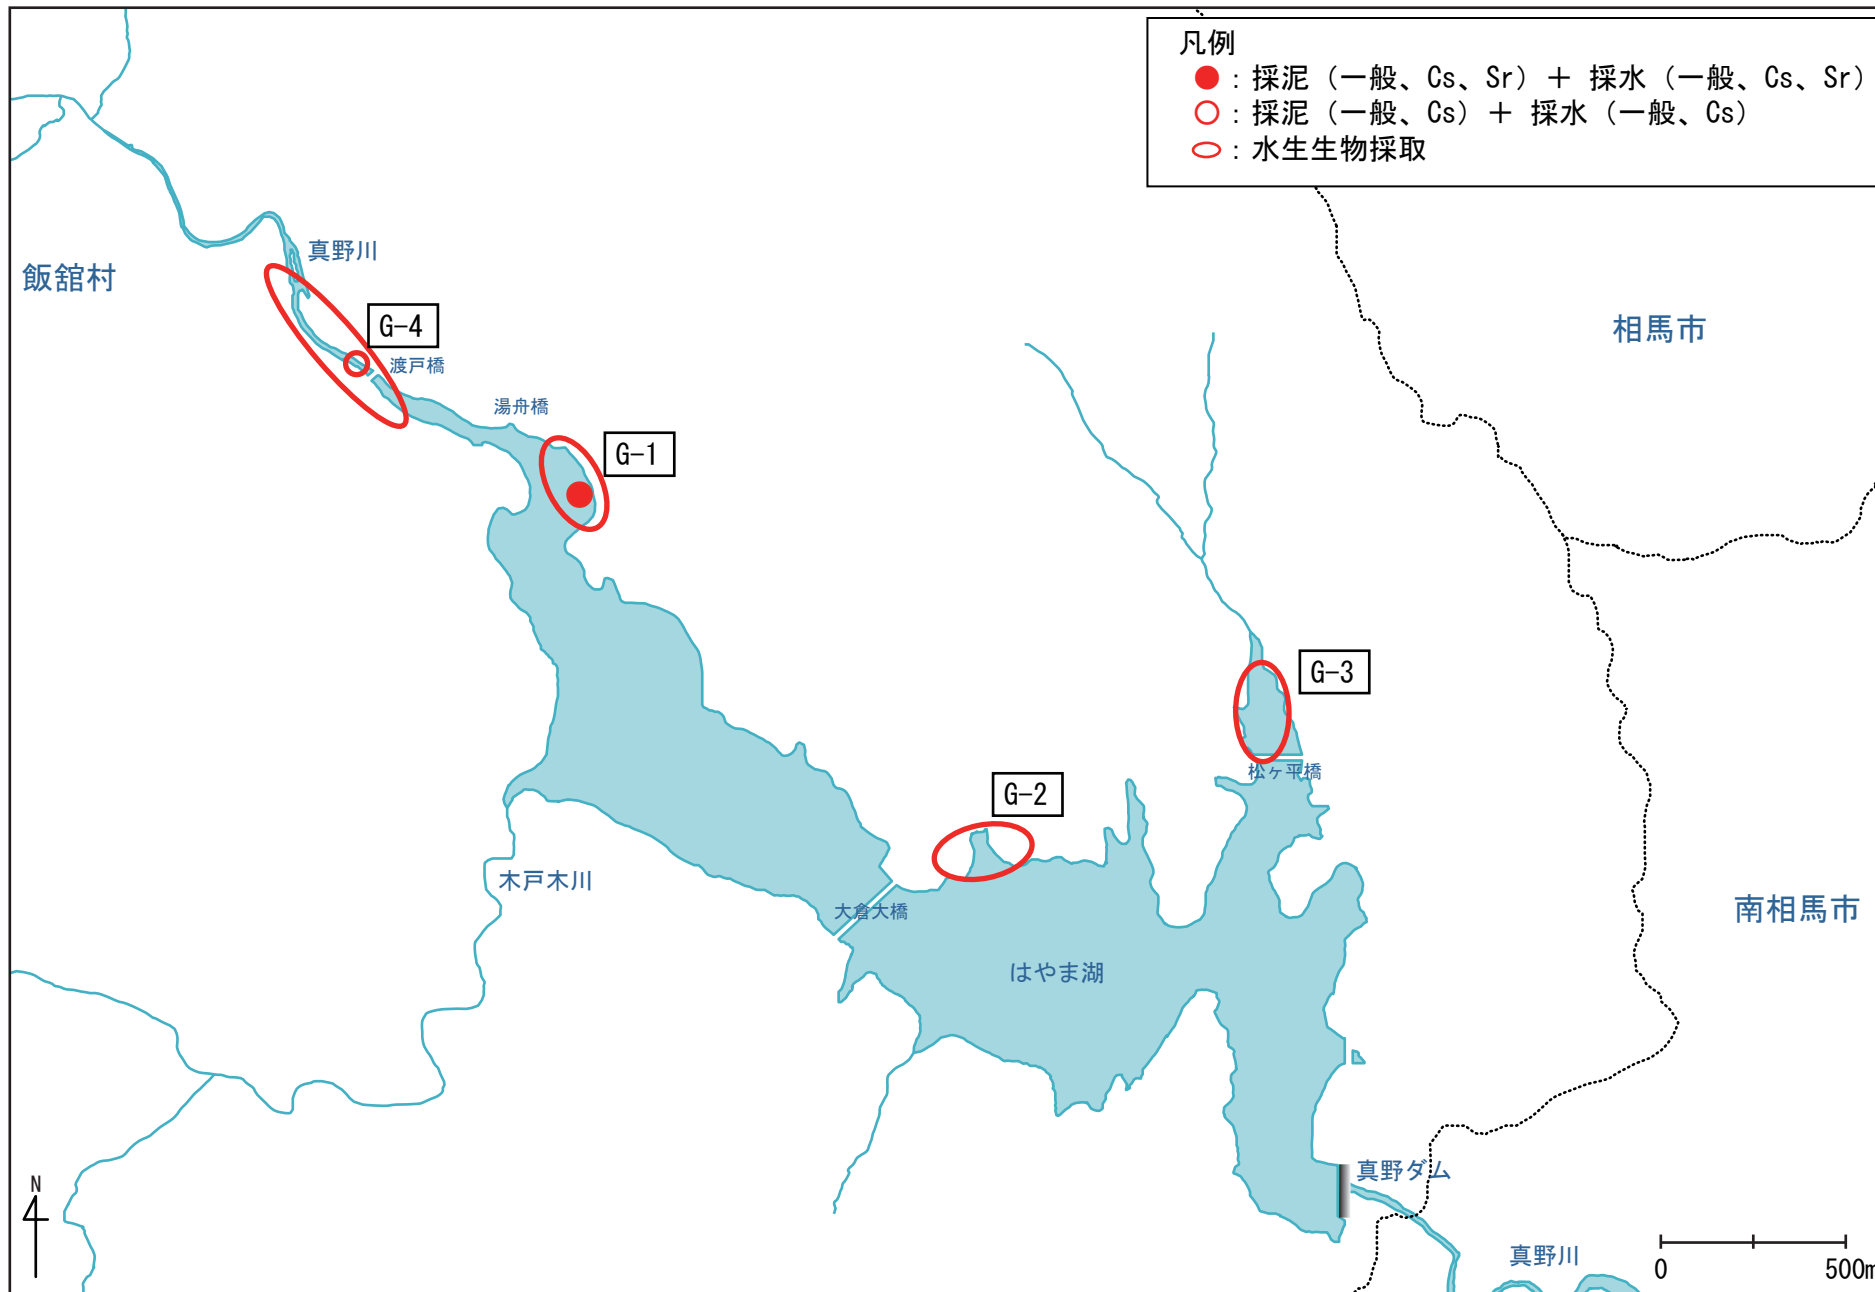 凡例
：採泥（一般、Cs、Sr）＋ 採水（一般、Cs、Sr）
：採泥（一般、Cs）＋ 採水（一般、Cs）
：水生生物採取
真野川
飯舘村
G-4
相馬市
渡戸橋
湯舟橋
G-1
G-3
松ヶ平橋
G-2
木戸木川
大倉大橋
南相馬市
はやま湖
真野ダム
N
真野川
0
500m